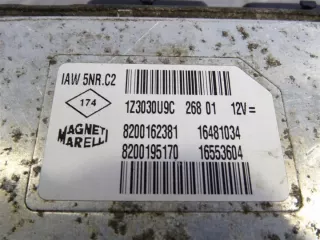 IAW 5NR.C2
174
1Z3030U9C 268 01 12V=
MAGNETI MARELLI
8200162381 16481034
8200195170 16553604